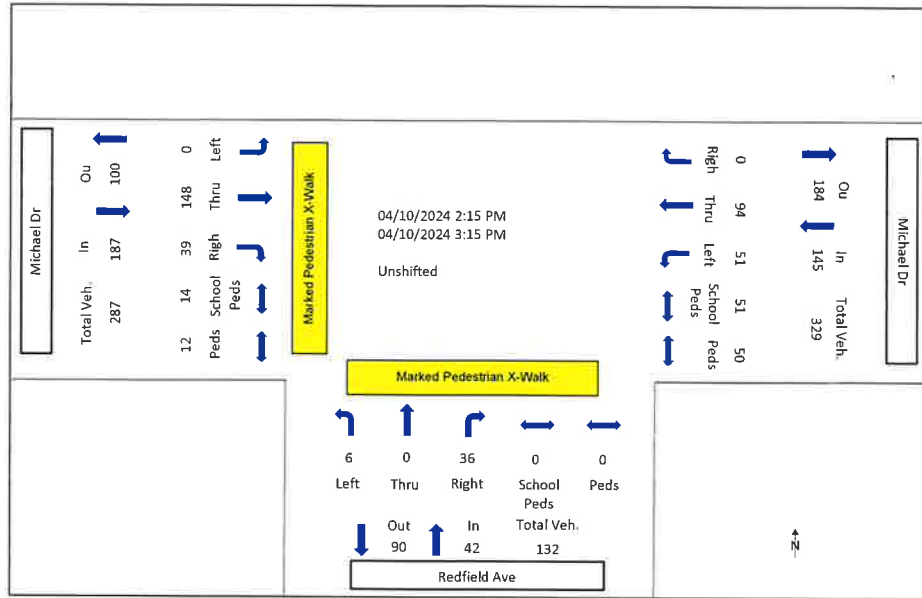 Michael Dr
Ou
100
In
187
Total Veh.
287
0
Left
148
Thru
39
Righ
14
School
Peds
12
Peds
Marked Pedestrian X-Walk
04/10/2024 2:15 PM
04/10/2024 3:15 PM
Unshifted
Righ
0
Thru
94
Left
51
School
Peds
51
Peds
50
Ou
184
In
145
Total Veh.
329
Michael Dr
Marked Pedestrian X-Walk
6 0 36 0 0
Left Thru Right School Peds
Peds
Out In Total Veh.
90 42 132
Redfield Ave
N